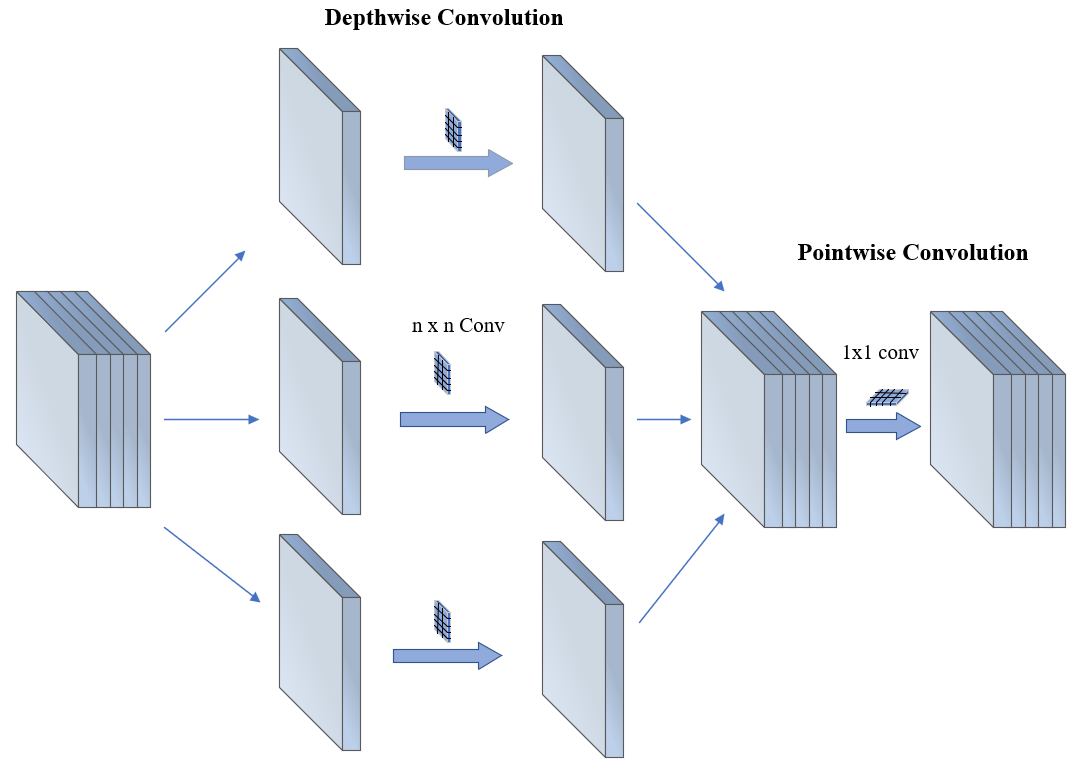 Depthwise Convolution
Pointwise Convolution
n x n Conv
1x1 conv